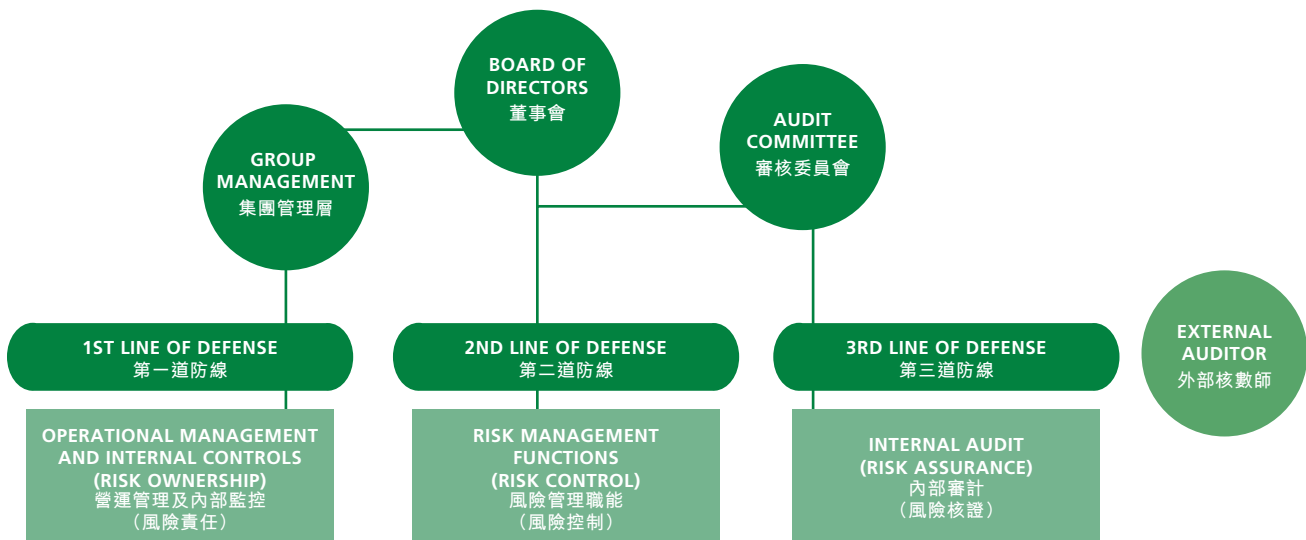 BOARD OF
DIRECTORS
董事會
GROUP
MANAGEMENT
集團管理層
AUDIT
COMMITTEE
審核委員會
1ST LINE OF DEFENSE
第一道防線
2ND LINE OF DEFENSE
第二道防線
3RD LINE OF DEFENSE
第三道防線
EXTERNAL
AUDITOR
外部核數師
OPERATIONAL MANAGEMENT
AND INTERNAL CONTROLS
(RISK OWNERSHIP)
營運管理及內部監控
（風險責任）
RISK MANAGEMENT
FUNCTIONS
(RISK CONTROL)
風險管理職能
（風險控制）
INTERNAL AUDIT
(RISK ASSURANCE)
內部審計
（風險核證）